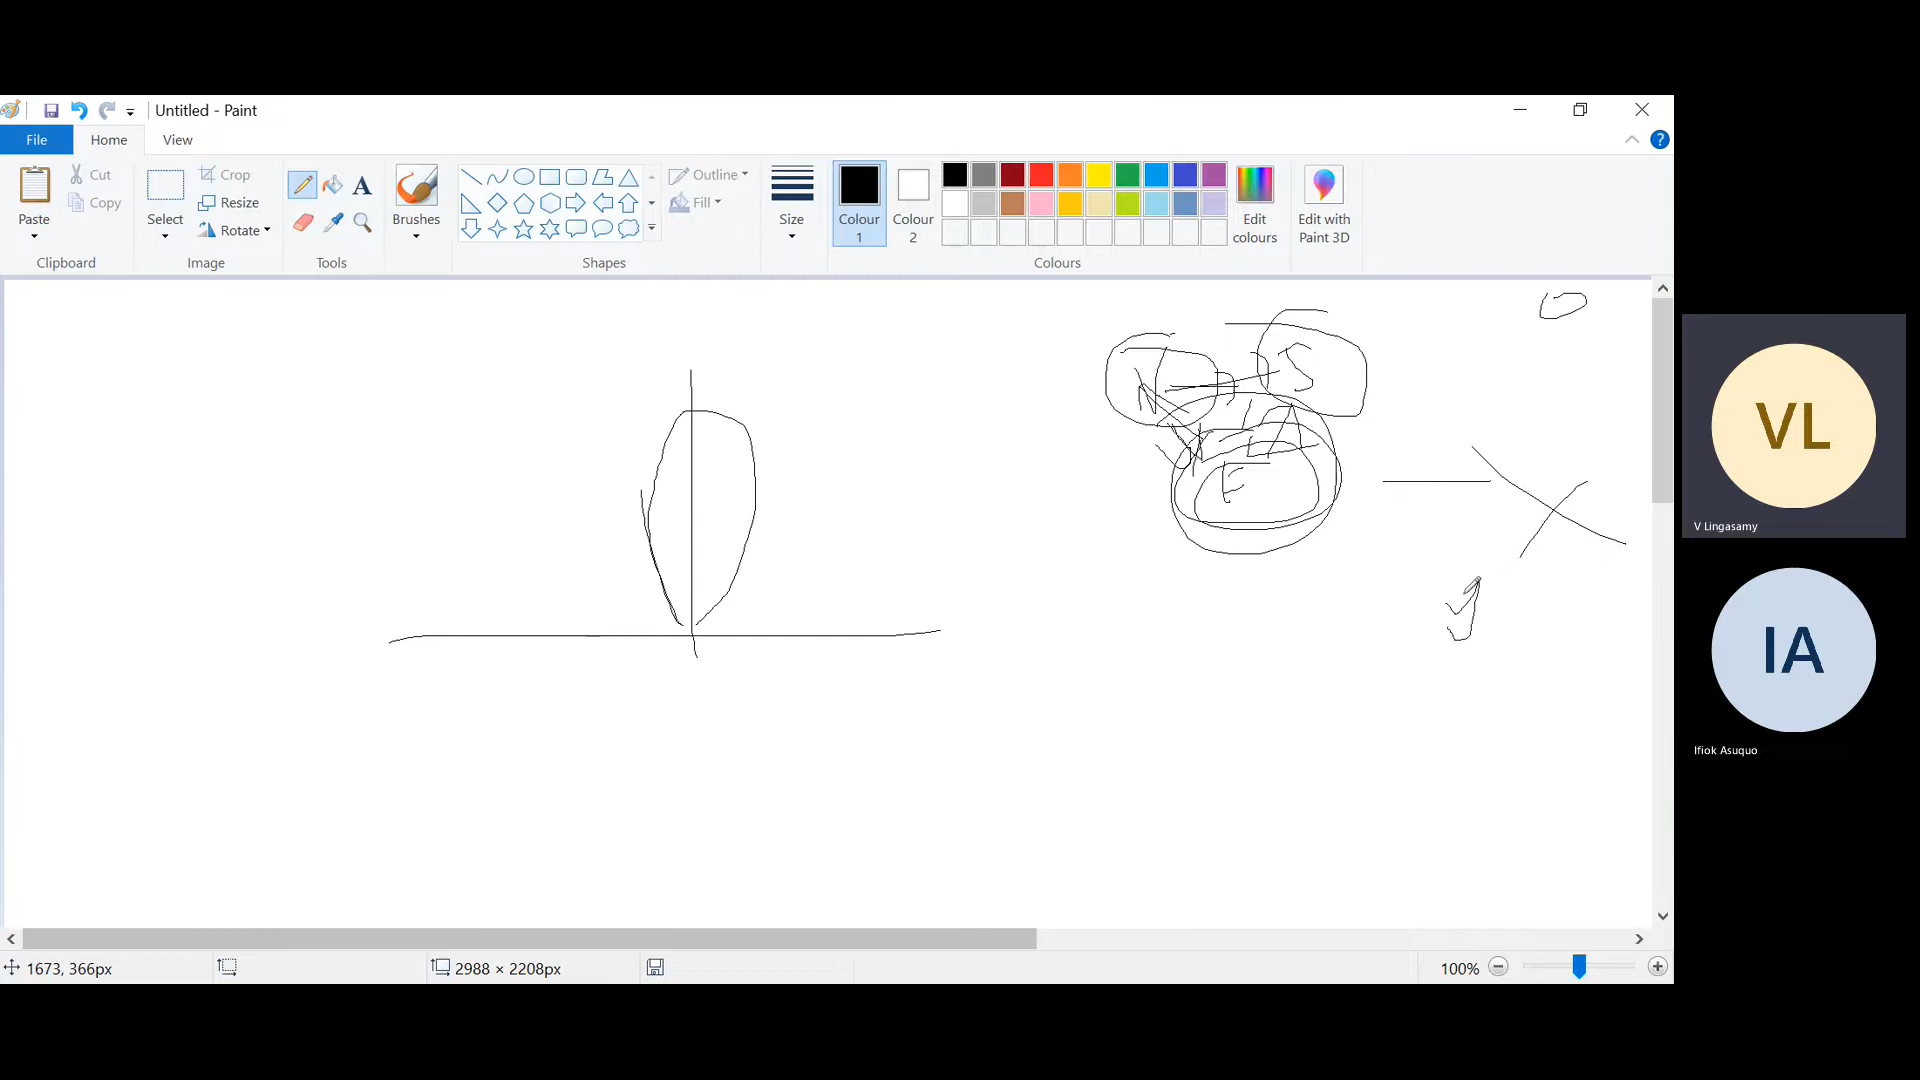 Untitled - Paint
File Home View
Paste
Cut
Copy
Clipboard
Select
Crop
Resize
Rotate
Image
A
Tools
Brushes
Shapes
Outline
Fill
Size
Colour 1
Colour 2
Colours
Edit colours
Edit with Paint 3D
?
N
S
E
VL
V Lingasamy
IA
Ifiok Asuquo
1673, 366px
2988 × 2208px
100%